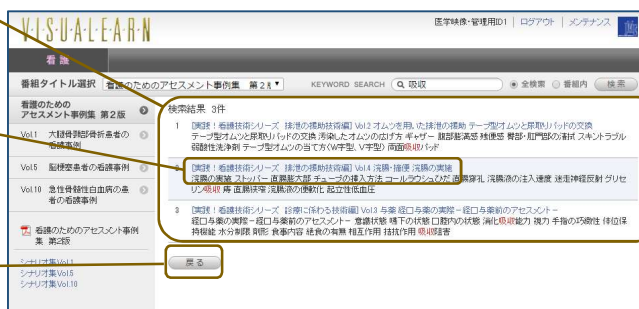 VISUALEARN
医学映像・管理用ID1 | ログアウト | メンテナンス
看護
番組タイトル選択 看護のためのアセスメント事例集 第2 KEYWORD SEARCH 吸収 全検索 番組内 検索
看護のための
アセスメント事例集 第2版
Vol.1 大腿骨頸部骨折患者の
看護事例
Vol.5 脳梗塞患者の看護事例
Vol.10 急性骨髄性白血病の患
者の看護事例
看護のためのアセスメント事例
集 第2版
シナリオ集Vol.1
シナリオ集Vol.5
シナリオ集Vol.10
検索結果 3件
1 [実践!看護技術シリーズ 排泄の援助技術編] Vol.2 オムツを用いた排泄の援助 テープ型オムツと尿取りパッドの交換
テープ型オムツと尿取りパッドの交換 汚染したオムツの広げ方 ギャザー 腹部膨満感 残便感 臀部・肛門部の清拭 スキントラブル
弱酸性洗浄剤 テープ型オムツの当て方(W字型、V字型) 両面吸収パッド
2 [実践!看護技術シリーズ 排泄の援助技術編] Vol.4 浣腸・摘便 浣腸の実施
浣腸の実施 ストッパー 直腸膨大部 チューブの挿入方法 コールラウシュひだ 直腸穿孔 浣腸液の注入速度 迷走神経反射 グリセ
リン吸収 痔 直腸狭窄 浣腸液の便軟化 起立性低血圧
3 [実践!看護技術シリーズ 診療に伴わる技術編] Vol.3 与薬 経口与薬の実際-経口与薬前のアセスメント-
経口与薬の実際-経口与薬前のアセスメント- 意識状態 嚥下の状態 口腔内の状態 消化吸収能力 視力 手指の巧緻性 体位保
持機能 水分制限 剤形 食事内容 絶食の有無 相互作用 拮抗作用 吸収障害
戻る